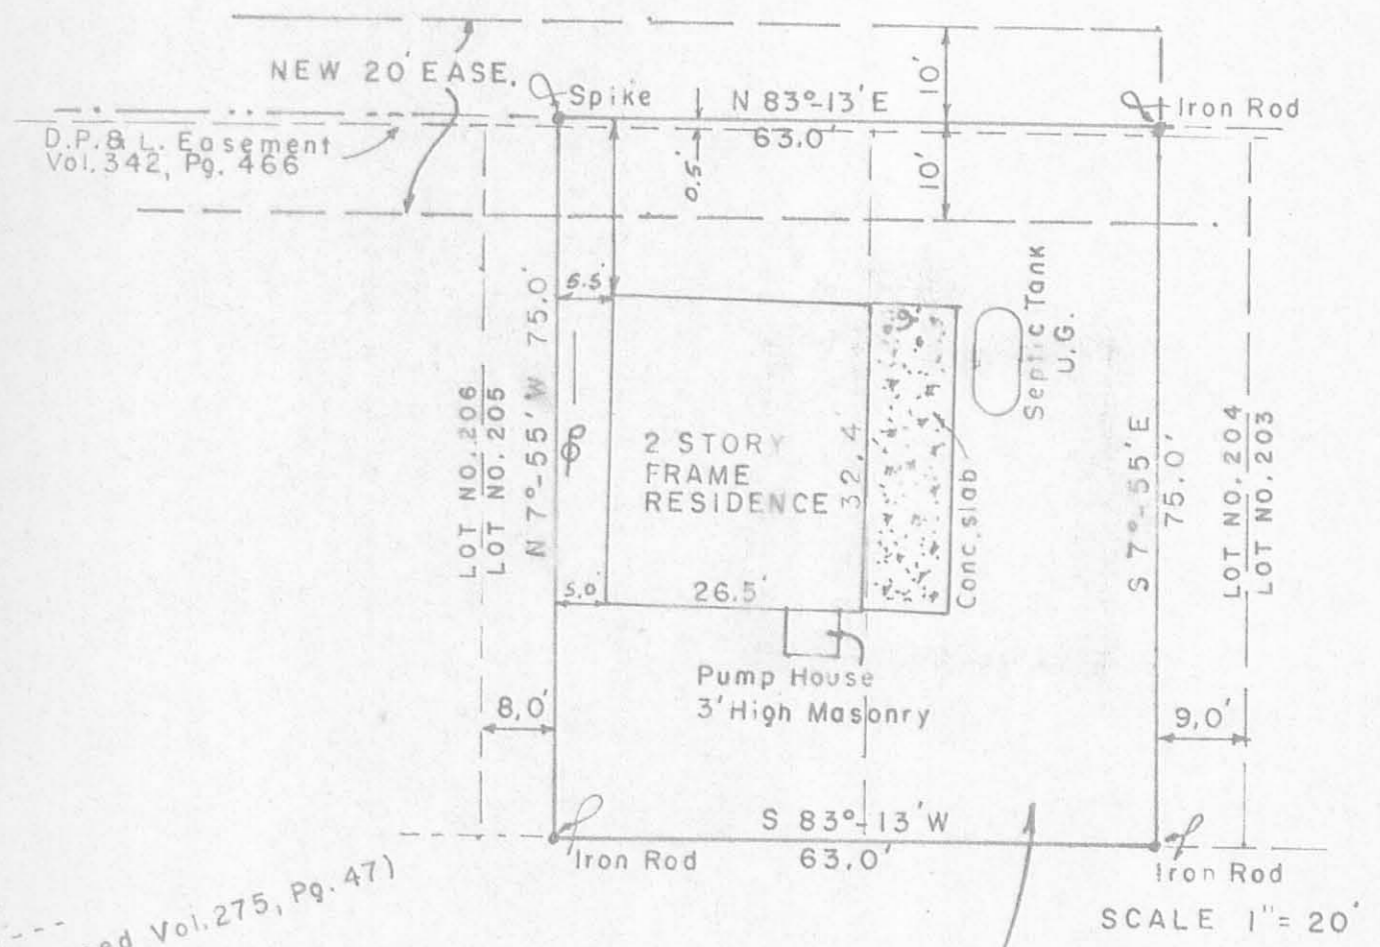 NEW 20' EASE.
10'
Spike
N 83°-13' E
Iron Rod
63.0'
D.P.& L. Easement
Vol. 342, Pg. 466
0.5'
10'
5.5'
Septic Tank
U.G.
N 7°-55' W 75.0'
LOT NO. 206
LOT NO. 205
2 STORY
FRAME
RESIDENCE
32.4
Conc. slab
S 7°-55' E
75.0'
LOT NO. 204
LOT NO. 203
5.0'
26.5'
Pump House
3' High Masonry
8.0'
9.0'
S 83°-13' W
63.0'
Iron Rod
Iron Rod
Vol. 275, Pg. 47)
SCALE 1" = 20'